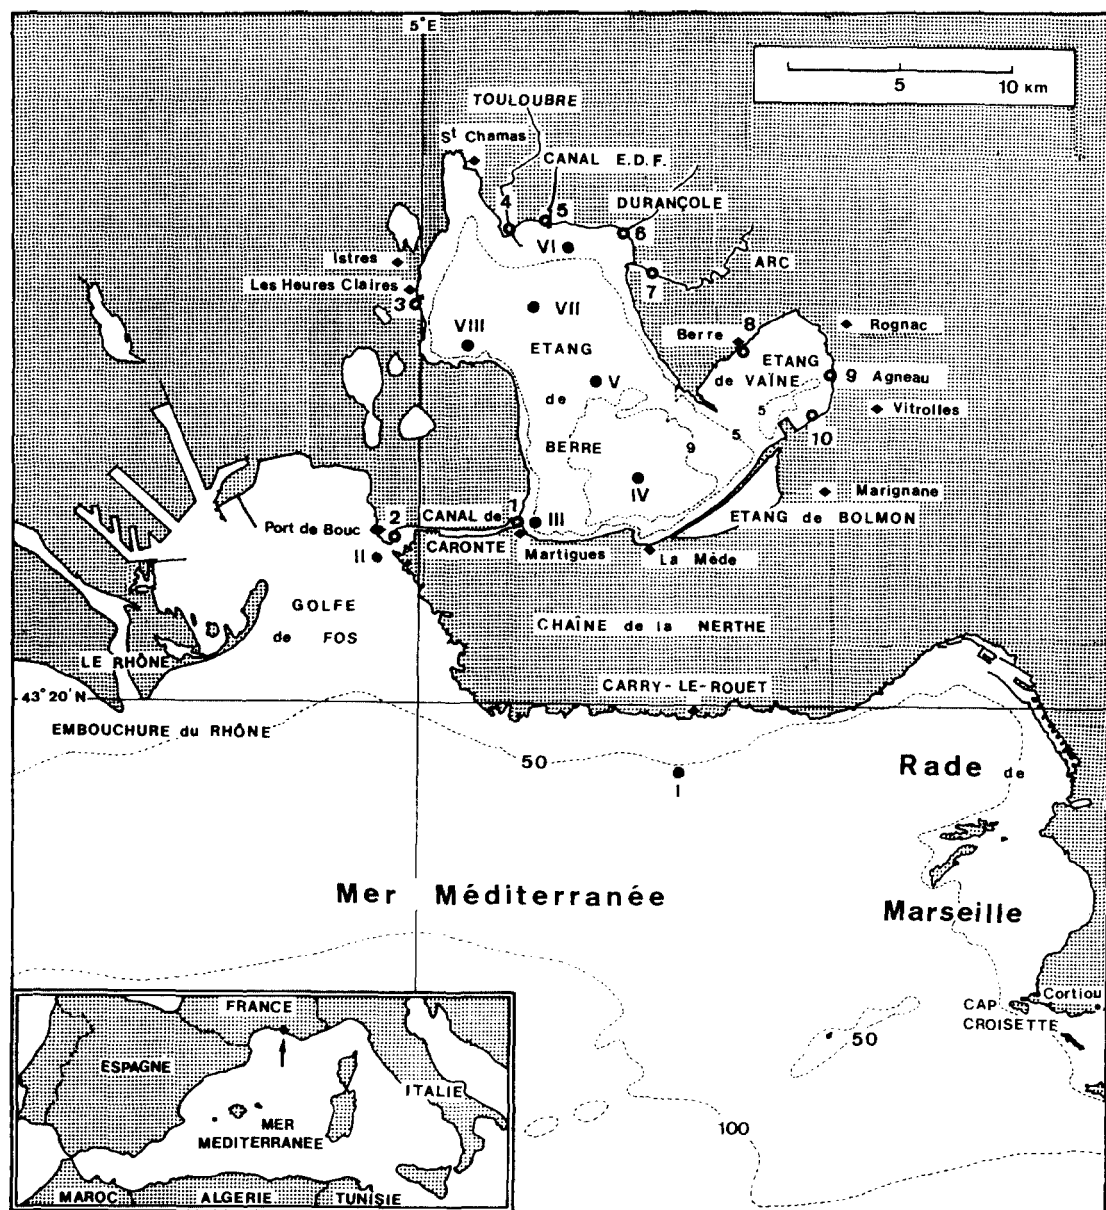 5°E
5
10 KM
TOULOUBRE
St Chamas
CANAL E.D.F.
4
5
DURANÇOLE
6
VI
Istres
ARC
7
Les Heures Claires
3
VII
VIII
8
Rognac
Berre
ETANG
ETANG
de VAÏNE
9 Agneau
V
de
5
Vitrolles
5
10
BERRE
9
IV
Marignane
CANAL de
1
III
ETANG de BOLMON
Port de Bouc
2
CARONTE
Martigues
La Mède
II
GOLFE
de FOS
CHAÎNE de la NERTHE
LE RHÔNE
43°20'N
CARRY-LE-ROUET
EMBOUCHURE du RHÔNE
50
Rade de
I
Mer Méditerranée
Marseille
Cortiou
CAP
CROISETTE
50
100
FRANCE
ESPAGNE
ITALIE
MER
MEDITERRANÉE
MAROC
ALGERIE
TUNISIE